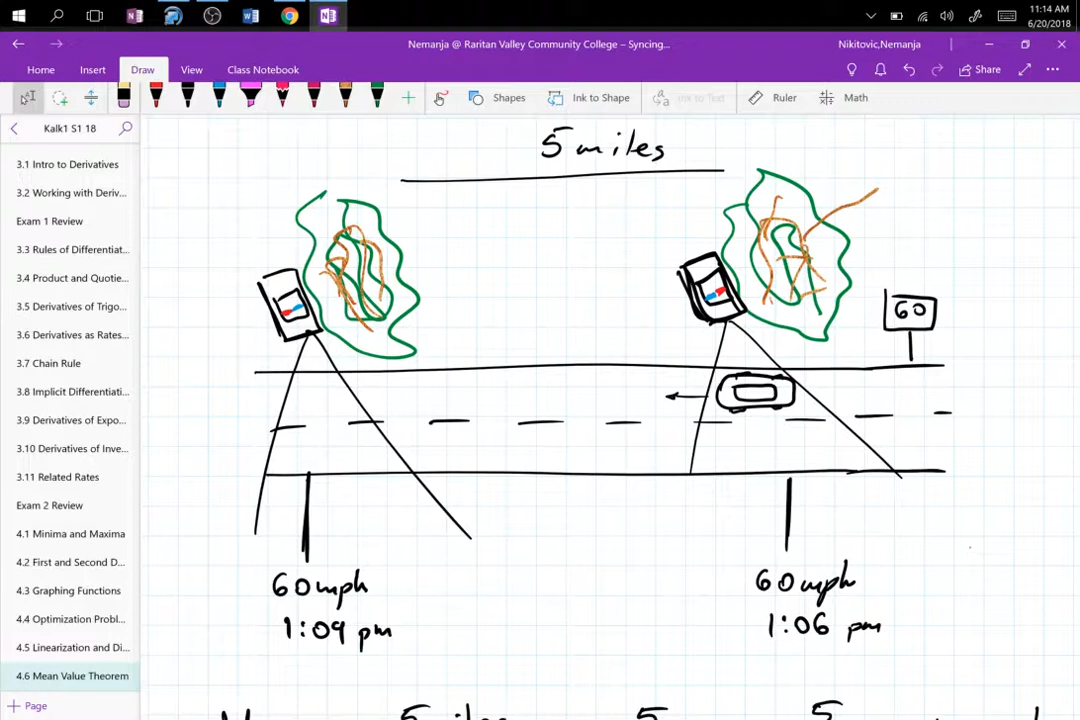 11:14 AM
6/20/2018
Nemanja @ Raritan Valley Community College – Syncing...
Nikitovic,Nemanja
Home
Insert
Draw
View
Class Notebook
Share
Shapes
Ink to Shape
Ink to Text
Ruler
Math
Kalk1 S1 18
3.1 Intro to Derivatives
3.2 Working with Deriv...
Exam 1 Review
3.3 Rules of Differentiat...
3.4 Product and Quotie...
3.5 Derivatives of Trigo...
3.6 Derivatives as Rates...
3.7 Chain Rule
3.8 Implicit Differentiati...
3.9 Derivatives of Expo...
3.10 Derivatives of Inve...
3.11 Related Rates
Exam 2 Review
4.1 Minima and Maxima
4.2 First and Second D...
4.3 Graphing Functions
4.4 Optimization Probl...
4.5 Linearization and Di...
4.6 Mean Value Theorem
Page
5 miles
60
60mph
1:09 pm
60mph
1:06 pm